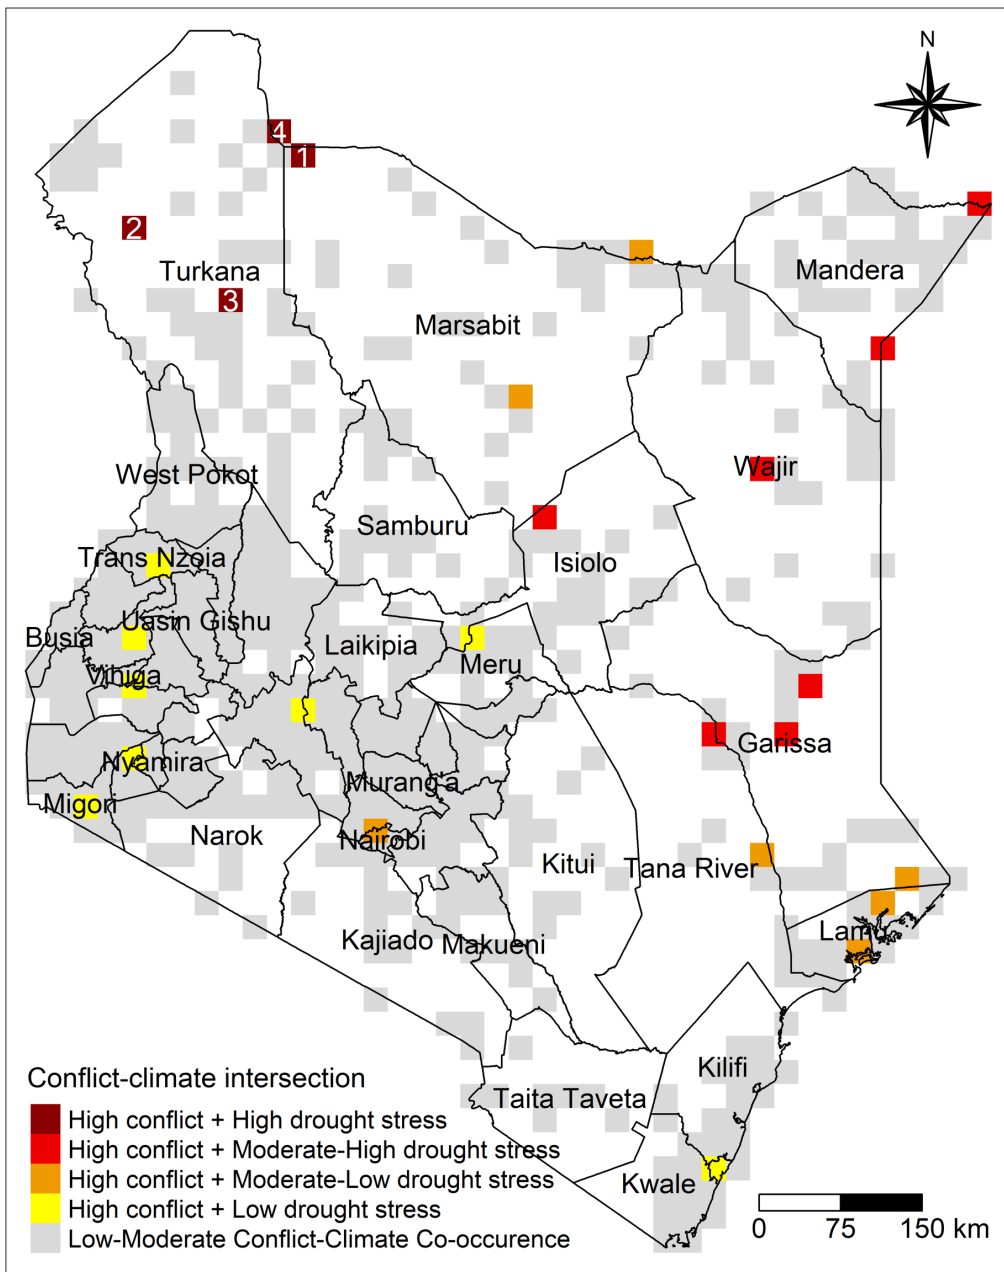 N
4
1
2
Turkana
Mandera
3
Marsabit
West Pokot
Wajir
Samburu
Trans Nzoia
Isiolo
Uasin Gishu
Busia
Laikipia
Meru
Vihiga
Garissa
Nyamira
Murang'a
Migori
Narok
Nairobi
Kitui
Tana River
Lamu
Kajiado
Makueni
Kilifi
Conflict-climate intersection
Taita Taveta
High conflict + High drought stress
High conflict + Moderate-High drought stress
High conflict + Moderate-Low drought stress
Kwale
High conflict + Low drought stress
Low-Moderate Conflict-Climate Co-occurence
0 75 150 km